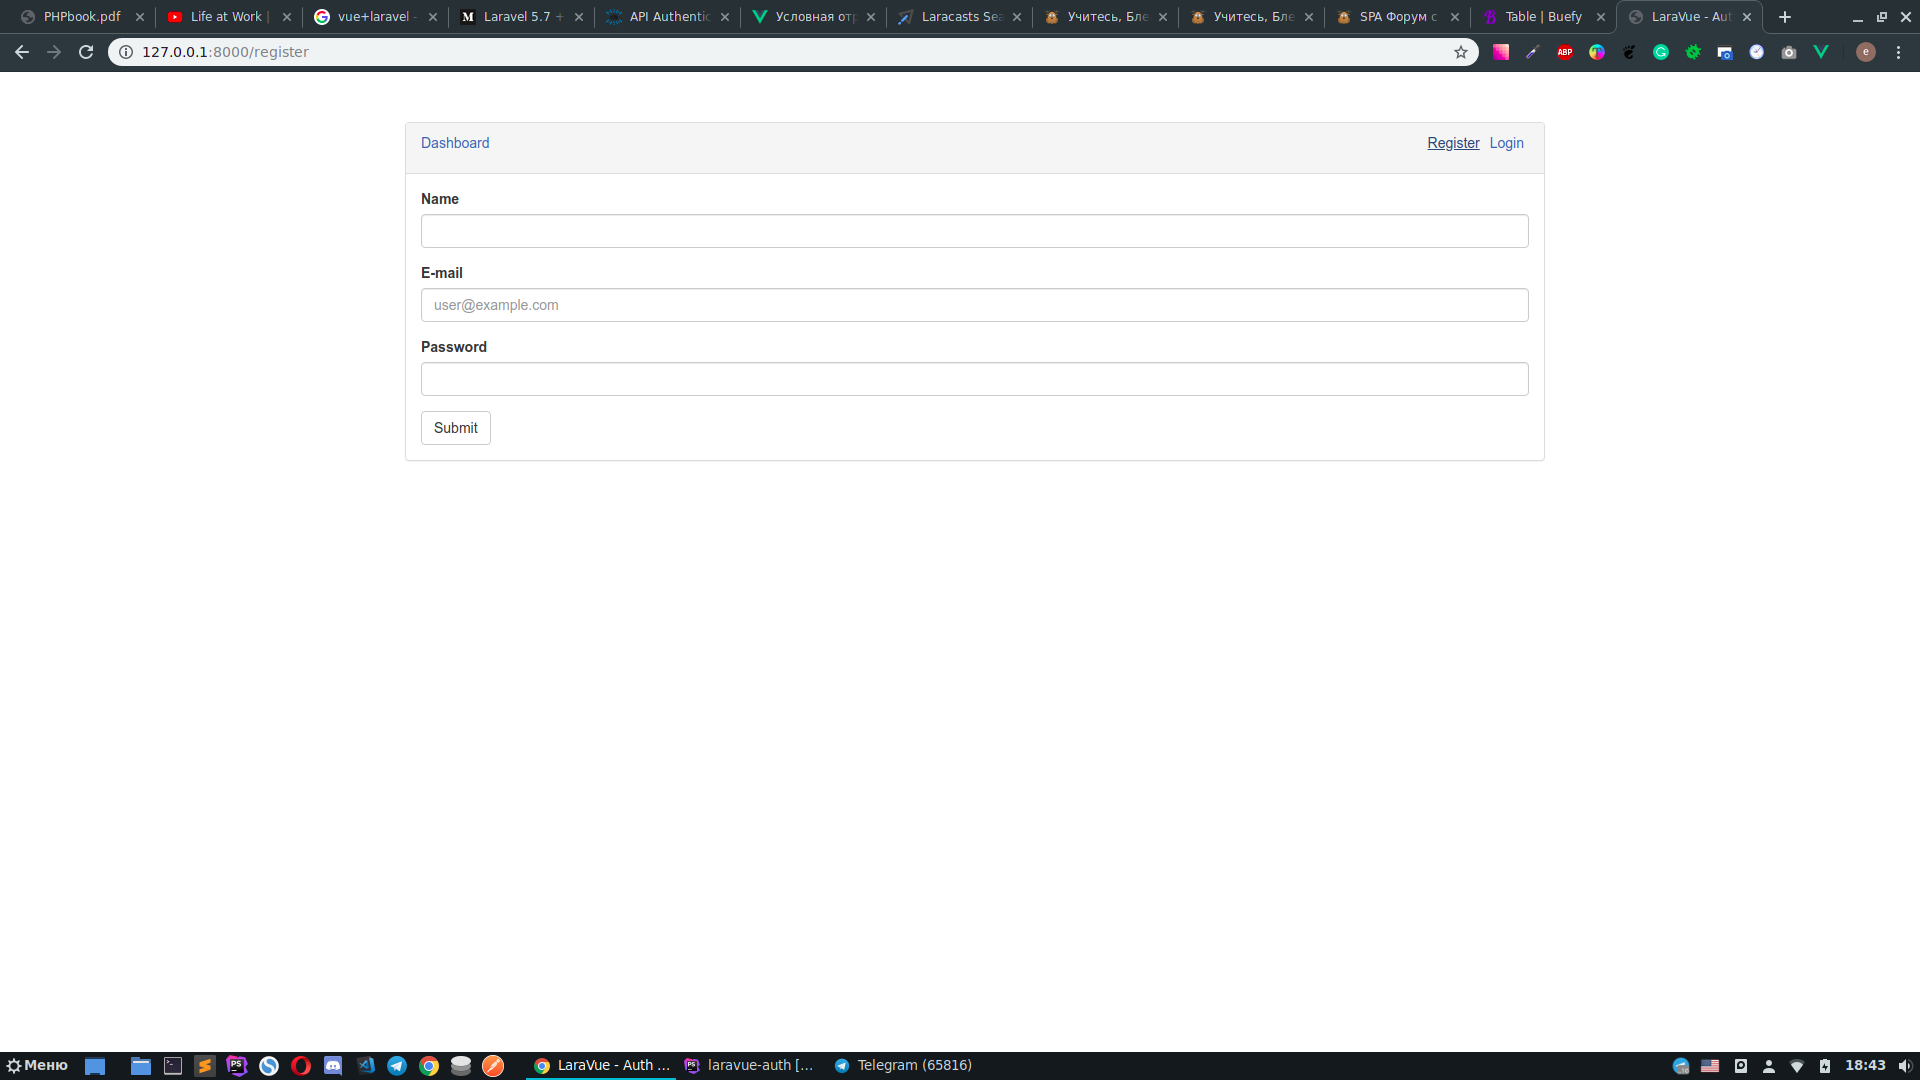 PHPbook.pdf
Life at Work |
vue+laravel -
Laravel 5.7 +
API Authentic
Условная отр
Laracasts Sea
Учитесь, Бле
Учитесь, Бле
SPA Форум с
Table | Buefy
LaraVue - Aut
127.0.0.1:8000/register
ABP
e
Dashboard
Register
Login
Name
E-mail
user@example.com
Password
Submit
Меню
LaraVue - Auth ...
laravue-auth [...
Telegram (65816)
18:43